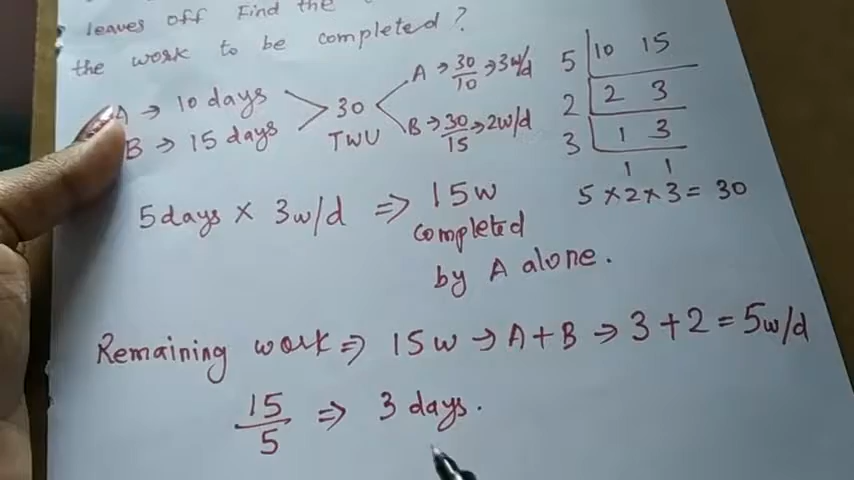 leaves off Find the
the work to be completed?
A → 10 days
B → 15 days
30
TWU
A → 30/10 → 3w/d
B → 30/15 → 2w/d
5 | 10 15
2 | 2 3
3 | 1 3
1 1
5 × 2 × 3 = 30
5 days × 3w/d ⇒ 15w
completed
by A alone.
Remaining work ⇒ 15w → A + B → 3 + 2 = 5w/d
15/5 ⇒ 3 days.